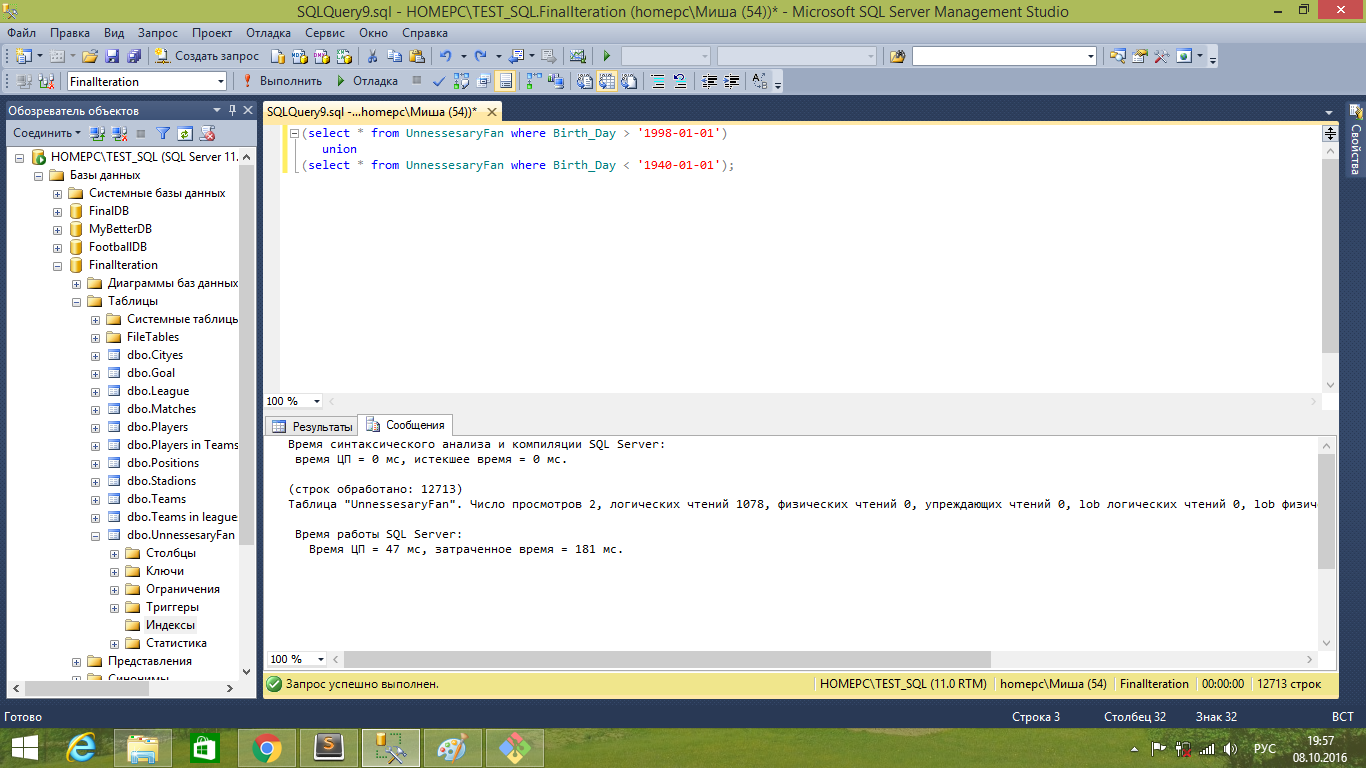 SQLQuery9.sql - HOMEPC\TEST_SQL.FinalIteration (homepc\Миша (54))* - Microsoft SQL Server Management Studio
Файл Правка Вид Запрос Проект Отладка Сервис Окно Справка
Создать запрос
FinalIteration Выполнить Отладка
Обозреватель объектов
SQLQuery9.sql -...homepc\Миша (54))*
Соединить
HOMEPC\TEST_SQL (SQL Server 11.
Базы данных
Системные базы данных
FinalDB
MyBetterDB
FootballDB
FinalIteration
Диаграммы баз данных
Таблицы
Системные таблицы
FileTables
dbo.Cityes
dbo.Goal
dbo.League
dbo.Matches
dbo.Players
dbo.Players in Teams
dbo.Positions
dbo.Stadions
dbo.Teams
dbo.Teams in league
dbo.UnnessesaryFan
Столбцы
Ключи
Ограничения
Триггеры
Индексы
Статистика
Представления
Синонимы
(select * from UnnessesaryFan where Birth_Day > '1998-01-01')
union
(select * from UnnessesaryFan where Birth_Day < '1940-01-01');
Свойства
100 %
Результаты Сообщения
Время синтаксического анализа и компиляции SQL Server:
время ЦП = 0 мс, истекшее время = 0 мс.
(строк обработано: 12713)
Таблица "UnnessesaryFan". Число просмотров 2, логических чтений 1078, физических чтений 0, упреждающих чтений 0, lob логических чтений 0, lob физич
Время работы SQL Server:
Время ЦП = 47 мс, затраченное время = 181 мс.
100 %
Запрос успешно выполнен. HOMEPC\TEST_SQL (11.0 RTM) homepc\Миша (54) FinalIteration 00:00:00 12713 строк
Готово Строка 3 Столбец 32 Знак 32 ВСТ
РУС 19:57
08.10.2016